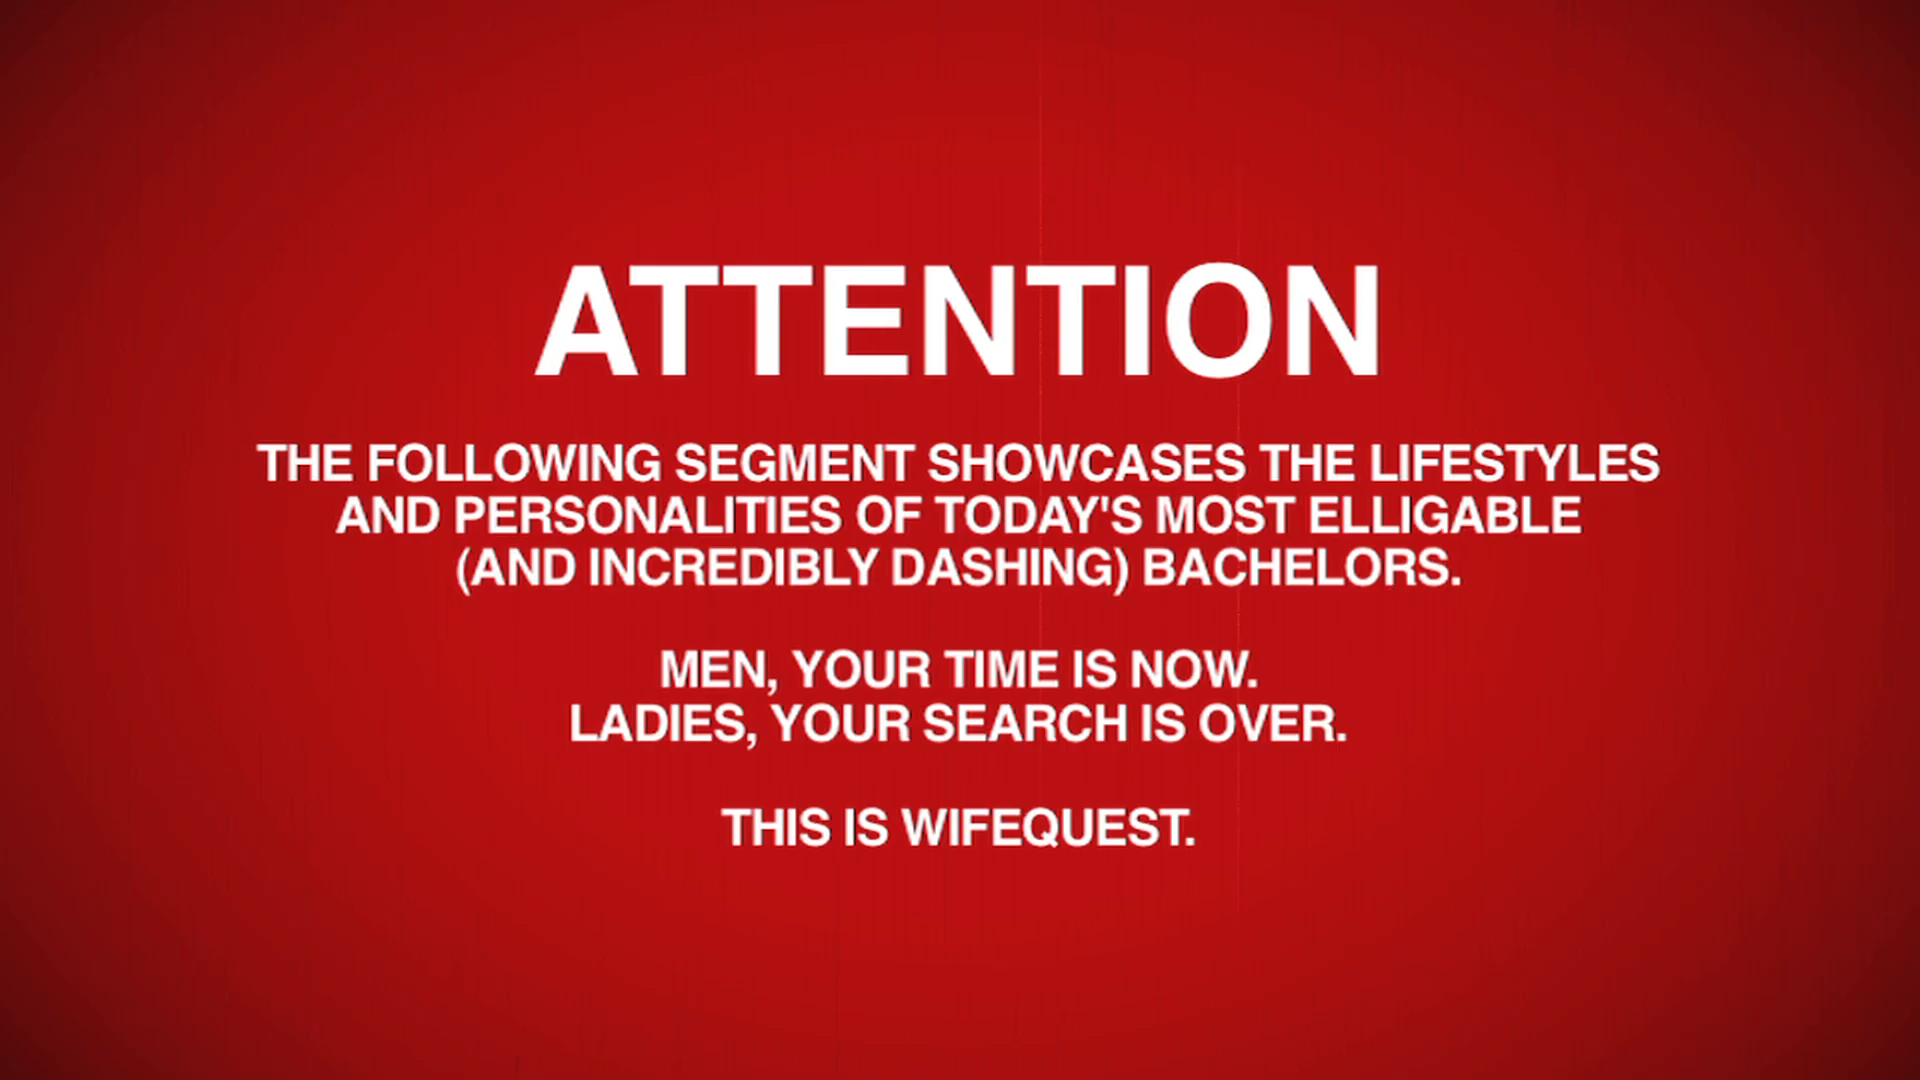 ATTENTION
THE FOLLOWING SEGMENT SHOWCASES THE LIFESTYLES
AND PERSONALITIES OF TODAY'S MOST ELLIGABLE
(AND INCREDIBLY DASHING) BACHELORS.
MEN, YOUR TIME IS NOW.
LADIES, YOUR SEARCH IS OVER.
THIS IS WIFEQUEST.